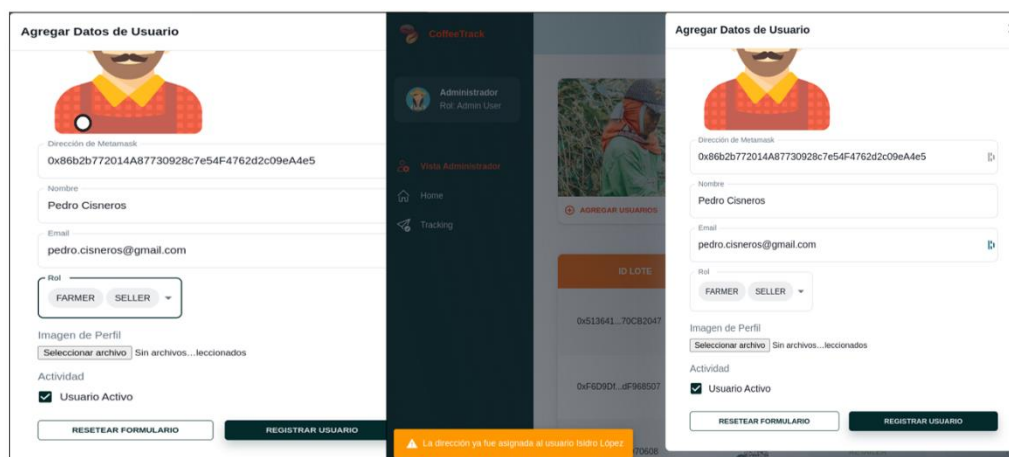 Agregar Datos de Usuario
Dirección de Metamask
0x86b2b772014A87730928c7e54F4762d2c09eA4e5
Nombre
Pedro Cisneros
Email
pedro.cisneros@gmail.com
Rol
FARMER SELLER
Imagen de Perfil
Seleccionar archivo Sin archivos...leccionados
Actividad
Usuario Activo
RESETEAR FORMULARIO REGISTRAR USUARIO
CoffeeTrack
Administrador
Rol: Admin User
Vista Administrador
Home
Tracking
AGREGAR USUARIOS
ID LOTE
0x513641...70CB2047
0xF6D9Df...dF968507
70608
La dirección ya fue asignada al usuario Isidro López
Agregar Datos de Usuario
Dirección de Metamask
0x86b2b772014A87730928c7e54F4762d2c09eA4e5
Nombre
Pedro Cisneros
Email
pedro.cisneros@gmail.com
Rol
FARMER SELLER
Imagen de Perfil
Seleccionar archivo Sin archivos...leccionados
Actividad
Usuario Activo
RESETEAR FORMULARIO REGISTRAR USUARIO